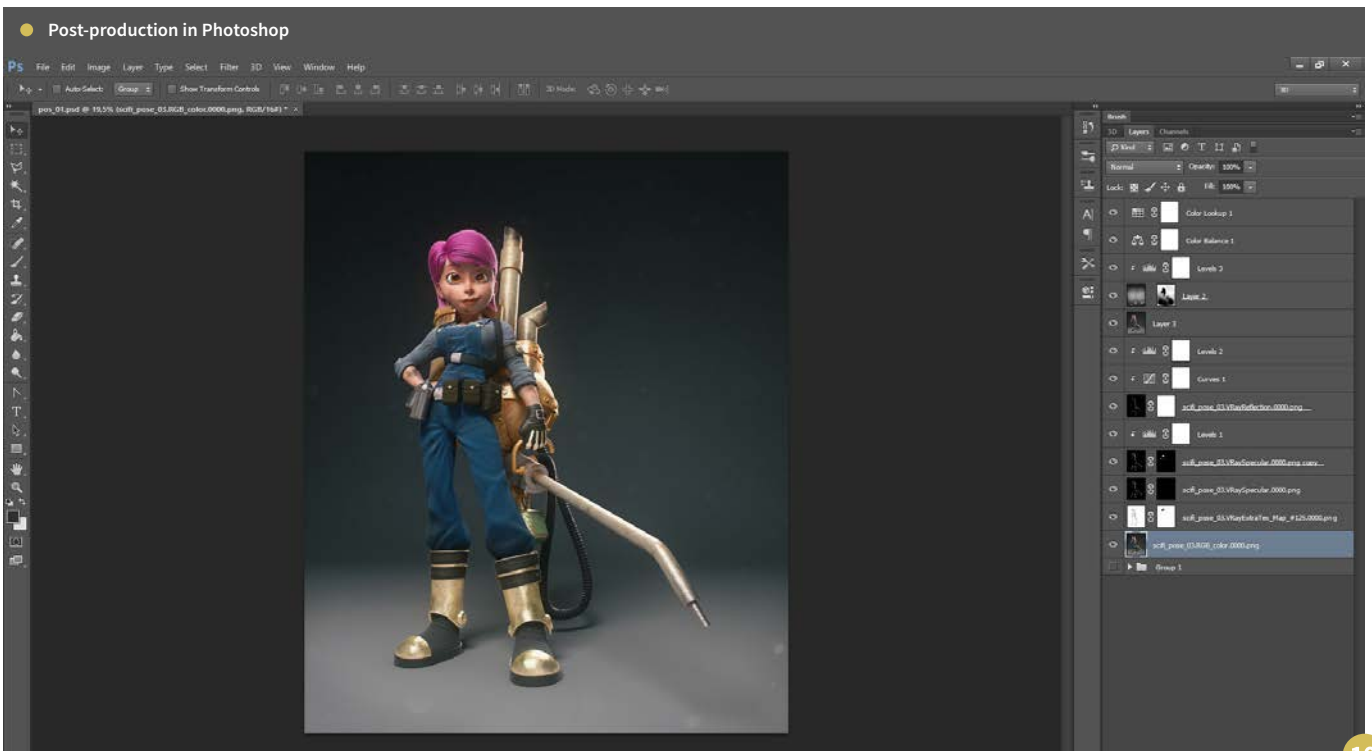 Post-production in Photoshop
Ps File Edit Image Layer Type Select Filter 3D View Window Help
Auto-Select: Group Show Transform Controls 3D Mode:
pos_01.psd @ 19,5% (scifi_pose_03.RGB_color.0000.png, RGB/16#) * ×
Brush
3D Layers Channels
Kind
Normal Opacity: 100%
Lock: Fill: 100%
Color Lookup 1
Color Balance 1
Levels 3
Layer 2
Layer 3
Levels 2
Curves 1
scifi_pose_03.VRayReflection.0000.png
Levels 1
scifi_pose_03.VRaySpecular.0000.png copy
scifi_pose_03.VRaySpecular.0000.png
scifi_pose_03.VRayExtraTex_Map_#125.0000.png
scifi_pose_03.RGB_color.0000.png
Group 1